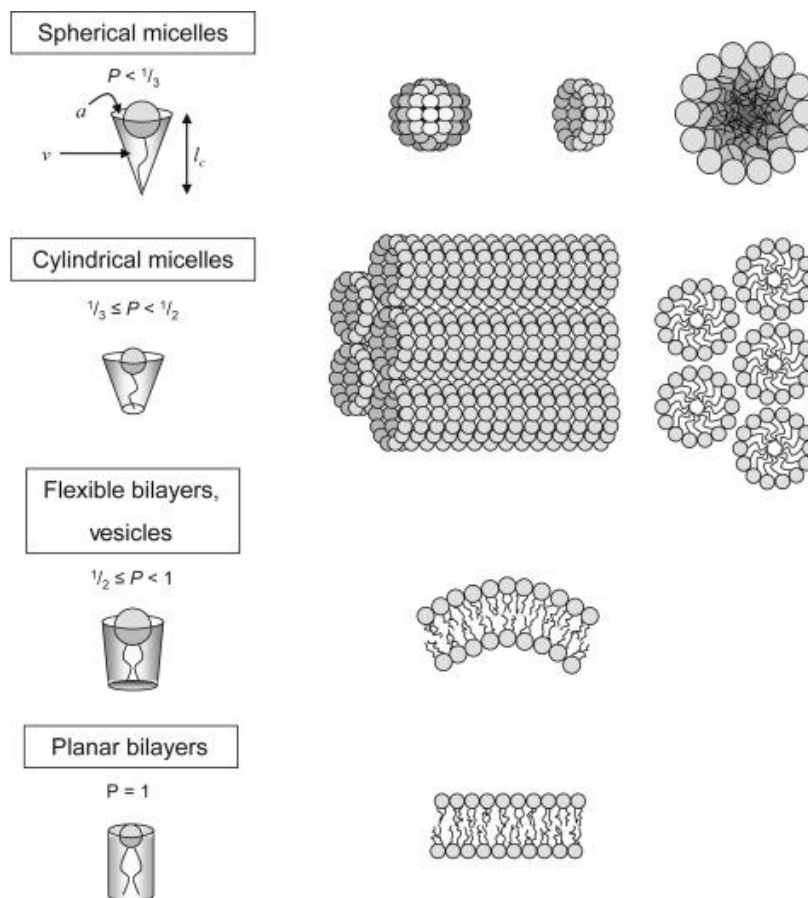 Spherical micelles
P < 1/3
a
v
lc
Cylindrical micelles
1/3 ≤ P < 1/2
Flexible bilayers,
vesicles
1/2 ≤ P < 1
Planar bilayers
P = 1